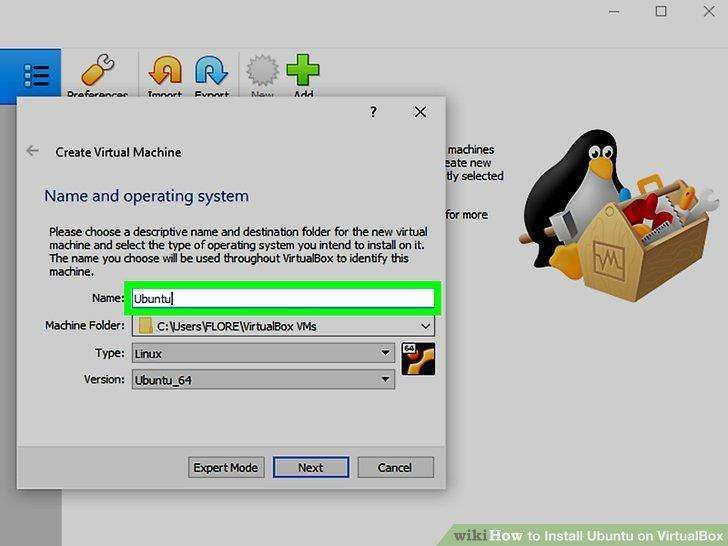 Preferences Import Export New Add
?
Create Virtual Machine
machines
eate new
tly selected
for more
Name and operating system
Please choose a descriptive name and destination folder for the new virtual
machine and select the type of operating system you intend to install on it.
The name you choose will be used throughout VirtualBox to identify this
machine.
Name: Ubuntu
Machine Folder: C:\Users\FLORE\VirtualBox VMs
Type: Linux
64
Version: Ubuntu_64
Expert Mode Next Cancel
wikiHow to Install Ubuntu on VirtualBox